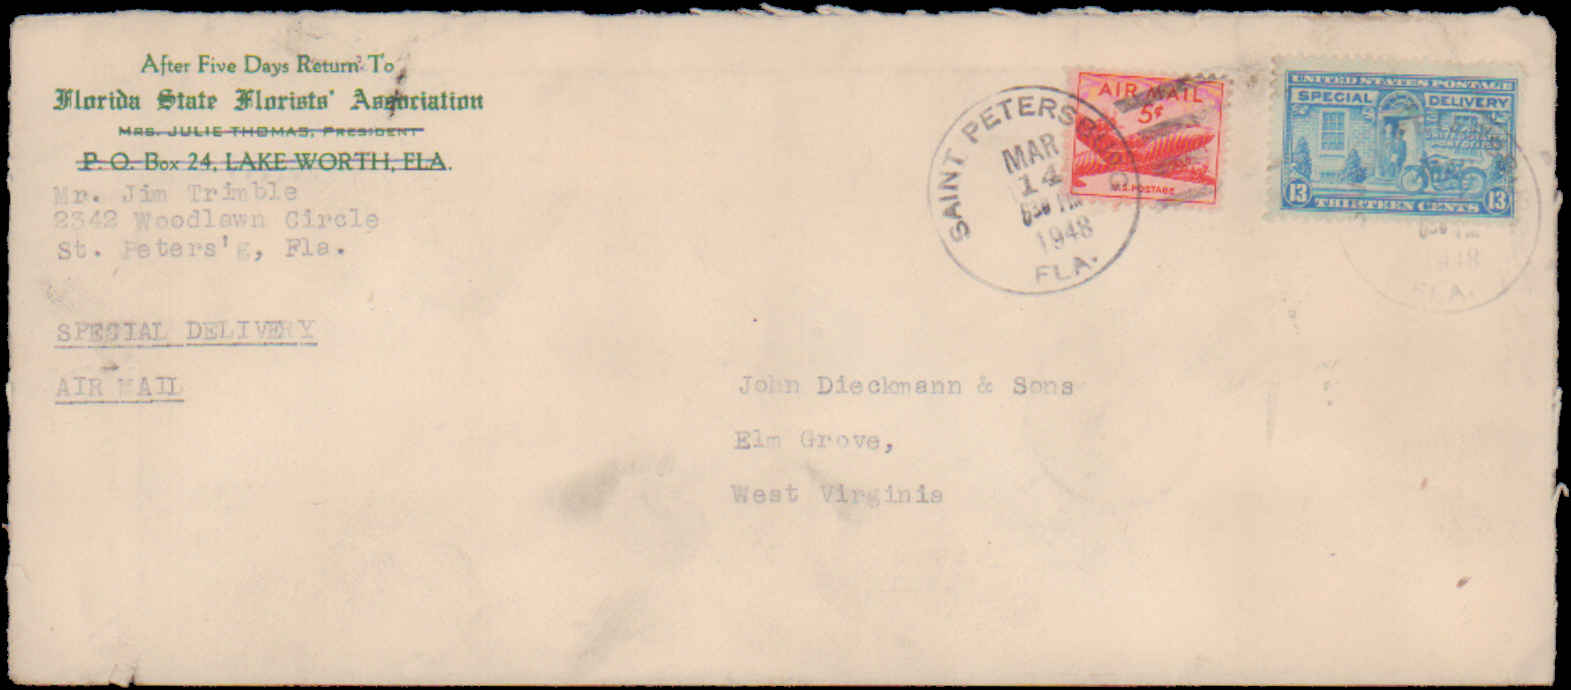 After Five Days Return To
Florida State Florists' Association
MRS. JULIE THOMAS, PRESIDENT
P. O. Box 24, LAKE WORTH, FLA.
Mr. Jim Trimble
2342 Woodlawn Circle
St. Peters'g, Fla.
SPECIAL DELIVERY
AIR MAIL
SAINT PETERSBURG
MAR
14
630 PM
1948
FLA.
AIR MAIL
5¢
U.S. POSTAGE
UNITED STATES POSTAGE
SPECIAL DELIVERY
13 THIRTEEN CENTS 13
FLA.
John Dieckmann & Sons
Elm Grove,
West Virginia